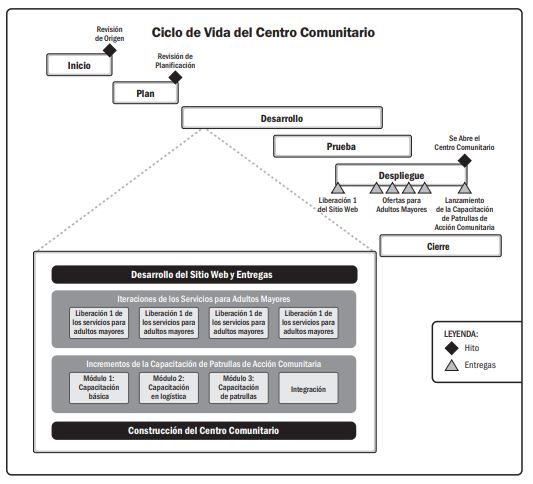 Ciclo de Vida del Centro Comunitario
Revisión
de Origen
Inicio
Revisión de
Planificación
Plan
Desarrollo
Prueba
Se Abre el
Centro Comunitario
Despliegue
Liberación 1
del Sitio Web
Ofertas para
Adultos Mayores
Lanzamiento
de la Capacitación
de Patrullas de
Acción Comunitaria
Cierre
Desarrollo del Sitio Web y Entregas
Iteraciones de los Servicios para Adultos Mayores
Liberación 1 de
los servicios para
adultos mayores
Liberación 1 de
los servicios para
adultos mayores
Liberación 1 de
los servicios para
adultos mayores
Liberación 1 de
los servicios para
adultos mayores
Incrementos de la Capacitación de Patrullas de Acción Comunitaria
Módulo 1:
Capacitación
básica
Módulo 2:
Capacitación
en logística
Módulo 3:
Capacitación
de patrullas
Integración
Construcción del Centro Comunitario
LEYENDA:
Hito
Entregas